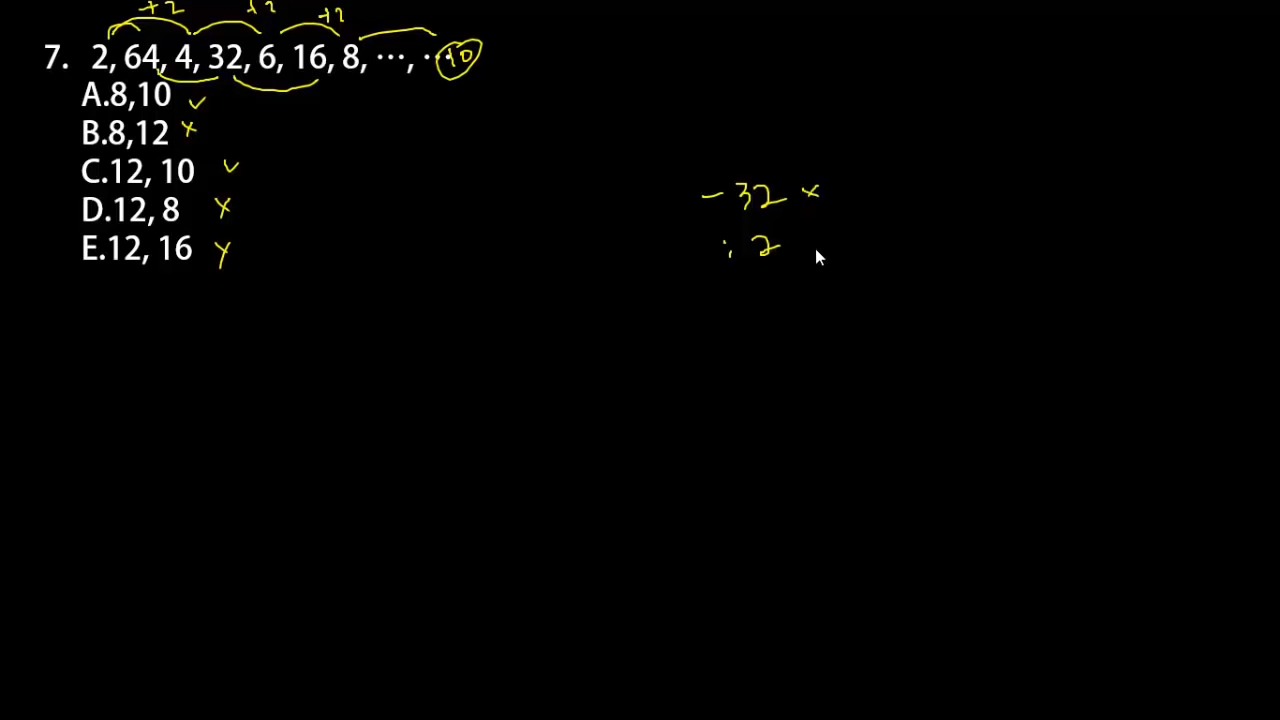 +2 +2 +2
7. 2, 64, 4, 32, 6, 16, 8, ..., ..10
A.8,10 ✓
B.8,12 x
C.12, 10 ✓
D.12, 8 x
E.12, 16 x
- 32 x
: 2